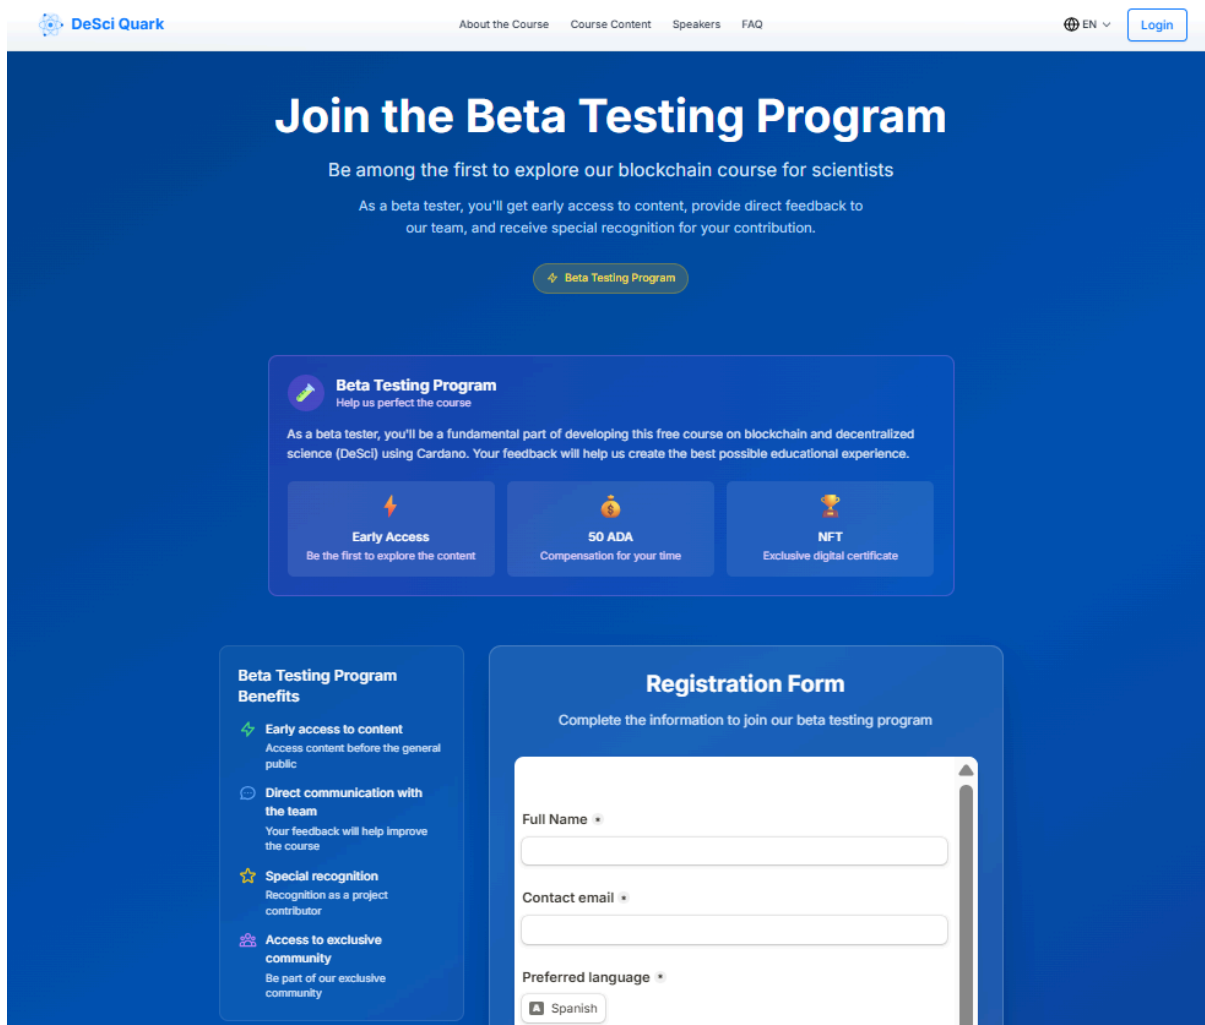 DeSci Quark
About the Course
Course Content
Speakers
FAQ
EN
Login
Join the Beta Testing Program
Be among the first to explore our blockchain course for scientists
As a beta tester, you'll get early access to content, provide direct feedback to
our team, and receive special recognition for your contribution.
Beta Testing Program
Beta Testing Program
Help us perfect the course
As a beta tester, you'll be a fundamental part of developing this free course on blockchain and decentralized
science (DeSci) using Cardano. Your feedback will help us create the best possible educational experience.
Early Access
Be the first to explore the content
50 ADA
Compensation for your time
NFT
Exclusive digital certificate
Beta Testing Program
Benefits
Early access to content
Access content before the general
public
Direct communication with
the team
Your feedback will help improve
the course
Special recognition
Recognition as a project
contributor
Access to exclusive
community
Be part of our exclusive
community
Registration Form
Complete the information to join our beta testing program
Full Name *
Contact email *
Preferred language *
A Spanish